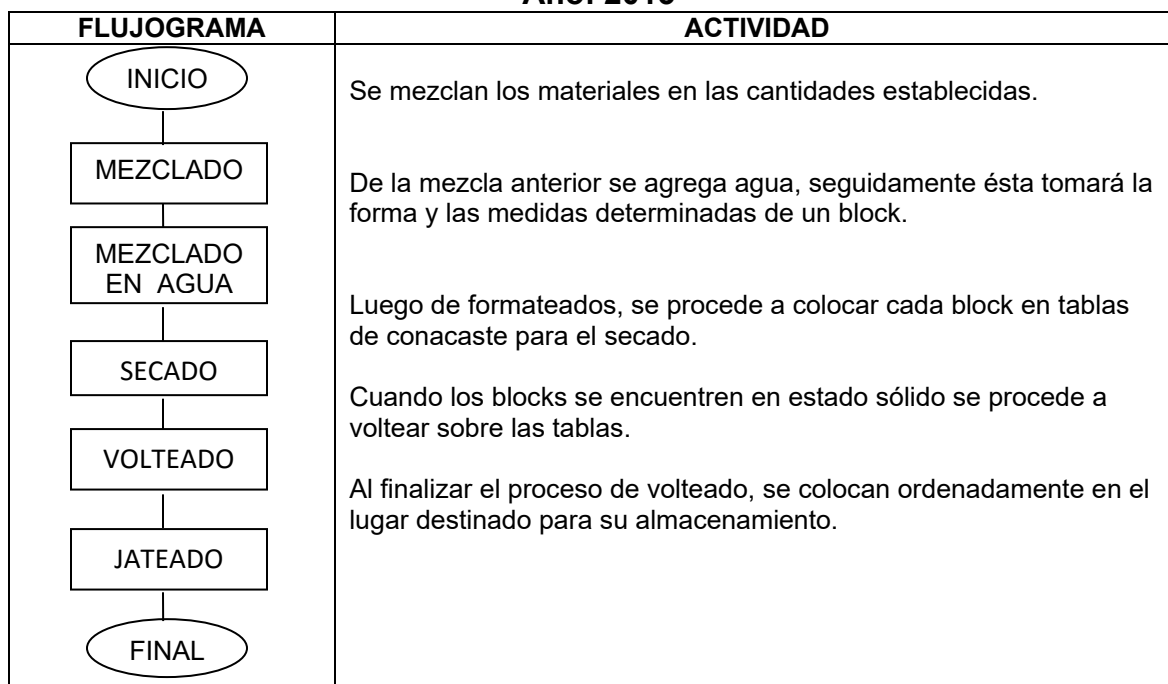 FLUJOGRAMA
ACTIVIDAD
INICIO
Se mezclan los materiales en las cantidades establecidas.
MEZCLADO
De la mezcla anterior se agrega agua, seguidamente ésta tomará la
forma y las medidas determinadas de un block.
MEZCLADO
EN AGUA
Luego de formateados, se procede a colocar cada block en tablas
de conacaste para el secado.
SECADO
Cuando los blocks se encuentren en estado sólido se procede a
voltear sobre las tablas.
VOLTEADO
Al finalizar el proceso de volteado, se colocan ordenadamente en el
lugar destinado para su almacenamiento.
JATEADO
FINAL